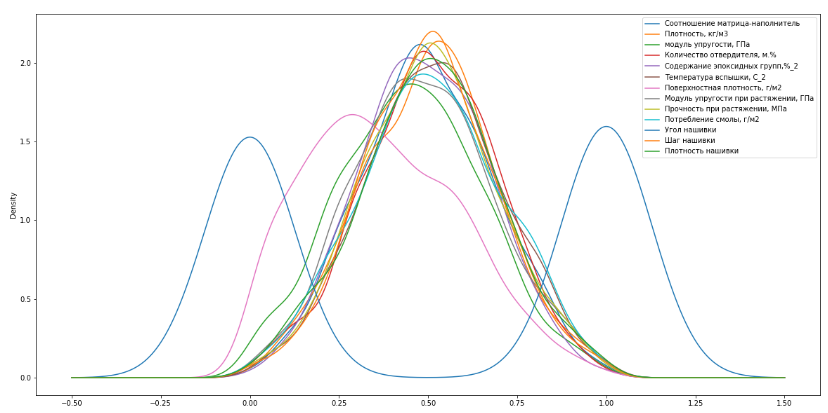 Соотношение матрица-наполнитель
Плотность, кг/м3
модуль упругости, ГПа
Количество отвердителя, м.%
Содержание эпоксидных групп,%_2
Температура вспышки, С_2
Поверхностная плотность, г/м2
Модуль упругости при растяжении, ГПа
Прочность при растяжении, МПа
Потребление смолы, г/м2
Угол нашивки
Шаг нашивки
Плотность нашивки
2.0
1.5
1.0
0.5
0.0
Density
−0.50 −0.25 0.00 0.25 0.50 0.75 1.00 1.25 1.50